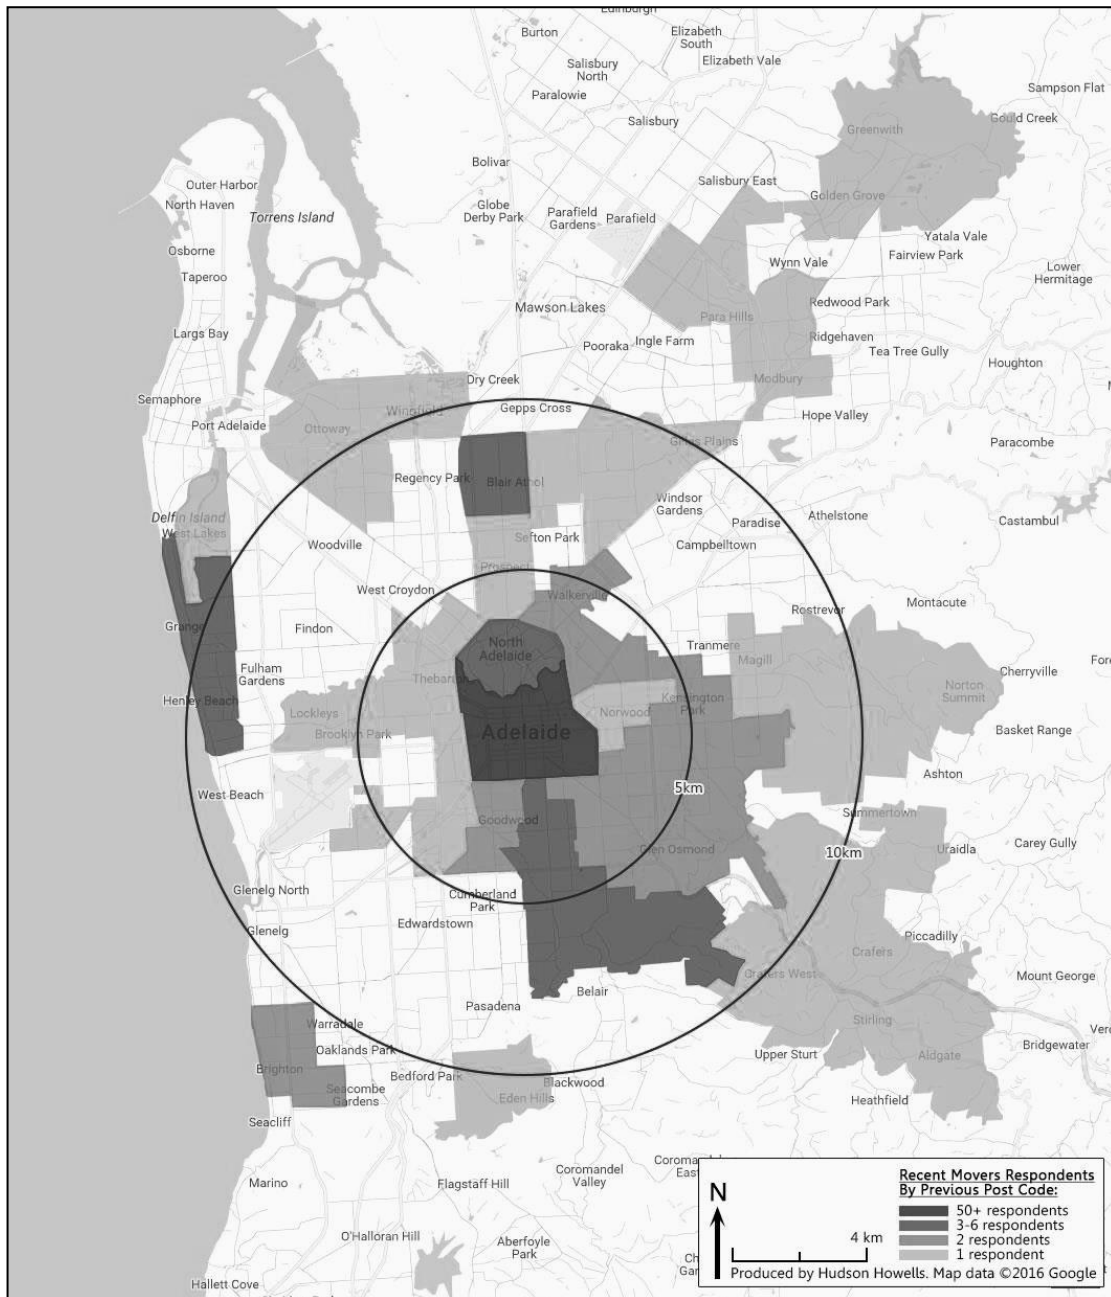 Edinburgh
Burton
Elizabeth
South
Elizabeth Vale
Salisbury
North
Sampson Flat
Paralowie
Gould Creek
Salisbury
Greenwith
Bolivar
Salisbury East
Outer Harbor
North Haven
Globe
Derby Park
Parafield
Gardens
Parafield
Golden Grove
Torrens Island
Yatala Vale
Osborne
Fairview Park
Taperoo
Wynn Vale
Lower
Hermitage
Mawson Lakes
Redwood Park
Para Hills
Largs Bay
Pooraka
Ingle Farm
Ridgehaven
Tea Tree Gully
Houghton
Dry Creek
Modbury
Semaphore
Wingfield
Gepps Cross
Hope Valley
Port Adelaide
Ottoway
Gilles Plains
Paracombe
Regency Park
Blair Athol
Windsor
Gardens
Delfin Island
West Lakes
Paradise
Athelstone
Castambul
Woodville
Sefton Park
Campbelltown
Prospect
West Croydon
Walkerville
Rostrevor
Montacute
Grange
Findon
North
Adelaide
Tranmere
Magill
Fulham
Gardens
Thebarton
Cherryville
Fore
Henley Beach
Lockleys
Kensington
Park
Norwood
Norton
Summit
Brooklyn Park
Adelaide
Basket Range
West Beach
5km
Ashton
Goodwood
Summertown
Glen Osmond
10km
Uraidla
Carey Gully
Glenelg North
Cumberland
Park
Glenelg
Edwardstown
Piccadilly
Crafers
Crafers West
Mount George
Belair
Pasadena
Stirling
Warradale
Verd
Oaklands Park
Upper Sturt
Aldgate
Bridgewater
Brighton
Bedford Park
Blackwood
Seacombe
Gardens
Eden Hills
Heathfield
Seacliff
Coromandel
Valley
Coromandel
East
Marino
Flagstaff Hill
O'Halloran Hill
Aberfoyle
Park
Hallett Cove
Ch
Gar
N
4 km
Recent Movers Respondents
By Previous Post Code:
50+ respondents
3-6 respondents
2 respondents
1 respondent
Produced by Hudson Howells. Map data ©2016 Google